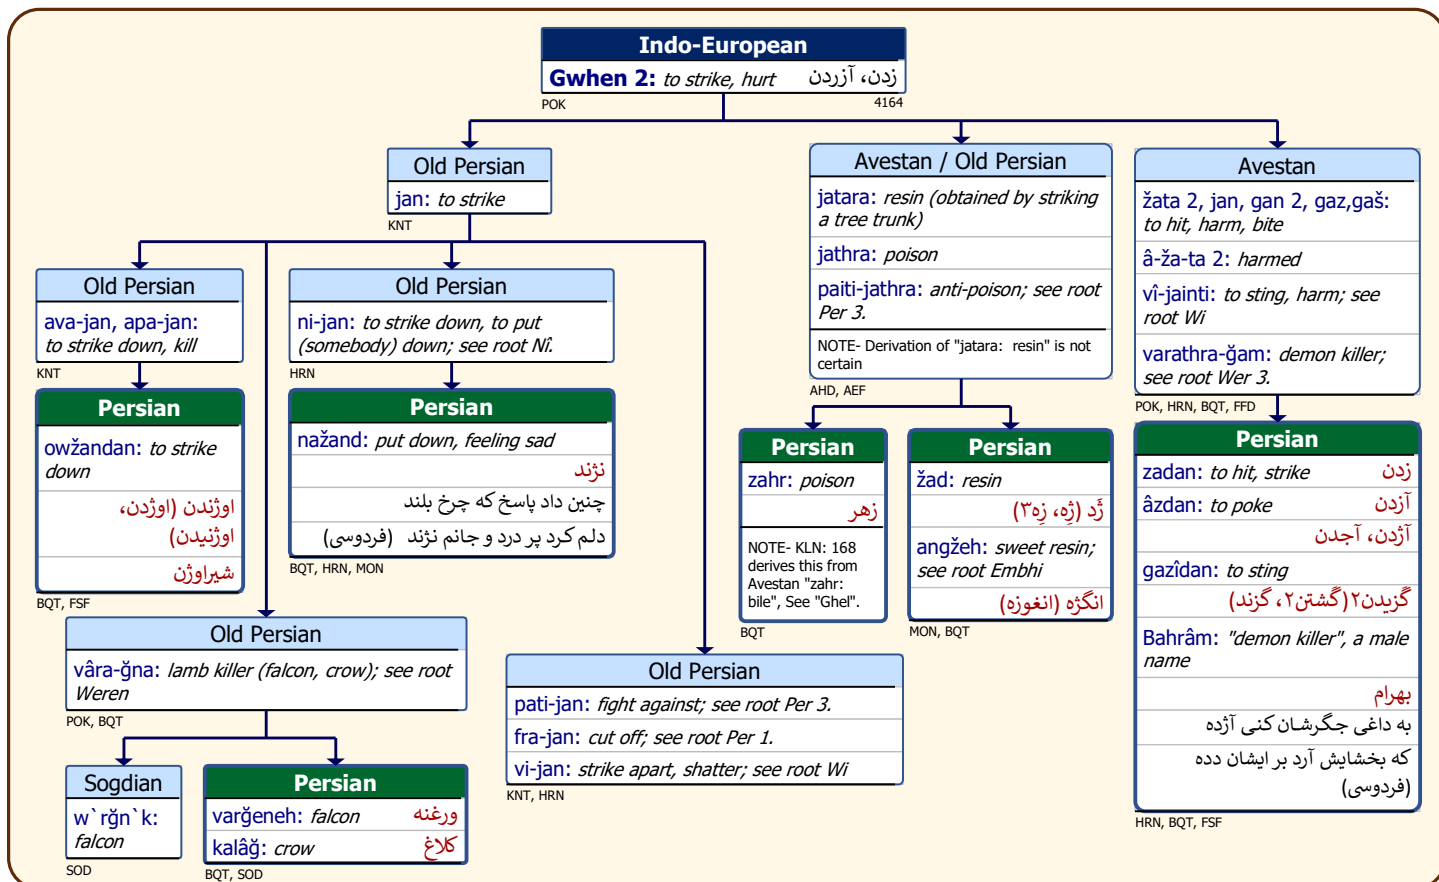 Indo-European
Gwhen 2: to strike, hurt زدن، آزردن
POK 4164
Old Persian
jan: to strike
KNT
Avestan / Old Persian
jatara: resin (obtained by striking
a tree trunk)
jathra: poison
paiti-jathra: anti-poison; see root
Per 3.
NOTE- Derivation of "jatara: resin" is not
certain
AHD, AEF
Avestan
žata 2, jan, gan 2, gaz,gaš:
to hit, harm, bite
â-ža-ta 2: harmed
vî-jainti: to sting, harm; see
root Wi
varathra-ğam: demon killer;
see root Wer 3.
POK, HRN, BQT, FFD
Old Persian
ava-jan, apa-jan:
to strike down, kill
KNT
Old Persian
ni-jan: to strike down, to put
(somebody) down; see root Nî.
HRN
Persian
owžandan: to strike
down
اوژندن (اوژدن،
اوژنیدن)
شیراوژن
BQT, FSF
Persian
nažand: put down, feeling sad
نژند
چنین داد پاسخ که چرخ بلند
دلم کرد پر درد و جانم نژند (فردوسی)
BQT, HRN, MON
Persian
zahr: poison
زهر
NOTE- KLN: 168
derives this from
Avestan "zahr:
bile", See "Ghel".
BQT
Persian
žad: resin
ژَد (ژِه، زِه۳)
angžeh: sweet resin;
see root Embhi
انگژه (انغوزه)
MON, BQT
Persian
zadan: to hit, strike زدن
âzdan: to poke آزدن
آژدن، آجدن
gazîdan: to sting
گزیدن۲(گشتن۲، گزند)
Bahrâm: "demon killer", a male
name
بهرام
به داغی جگرشان کنی آژده
که بخشایش آرد بر ایشان دده
(فردوسی)
HRN, BQT, FSF
Old Persian
vâra-ğna: lamb killer (falcon, crow); see root
Weren
POK, BQT
Old Persian
pati-jan: fight against; see root Per 3.
fra-jan: cut off; see root Per 1.
vi-jan: strike apart, shatter; see root Wi
KNT, HRN
Sogdian
w`rğn`k:
falcon
SOD
Persian
varğeneh: falcon ورغنه
kalâğ: crow کلاغ
BQT, SOD